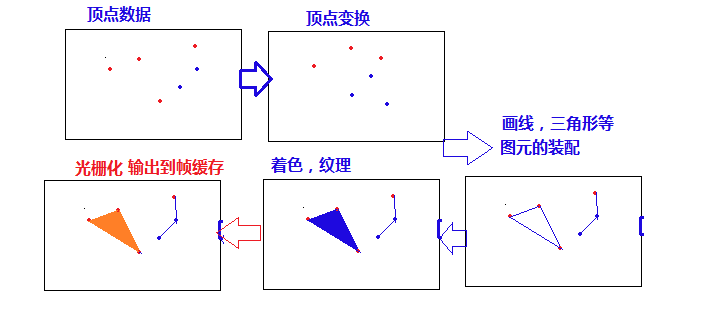 顶点数据
顶点变换
画线，三角形等
图元的装配
着色，纹理
光栅化 输出到帧缓存